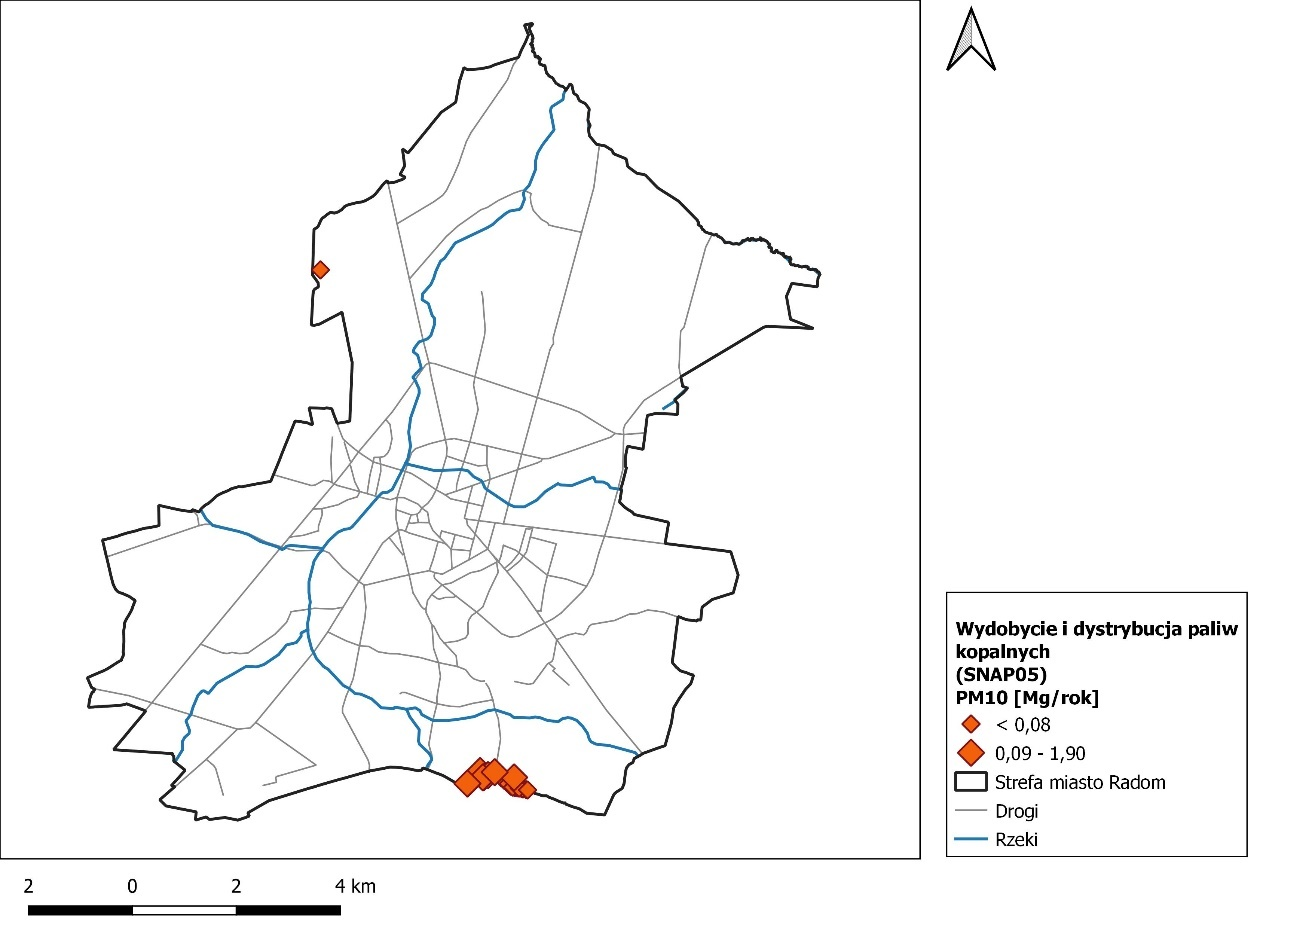 Wydobycie i dystrybucja paliw
kopalnych
(SNAP05)
PM10 [Mg/rok]
< 0,08
0,09 - 1,90
Strefa miasto Radom
Drogi
Rzeki
2 0 2 4 km